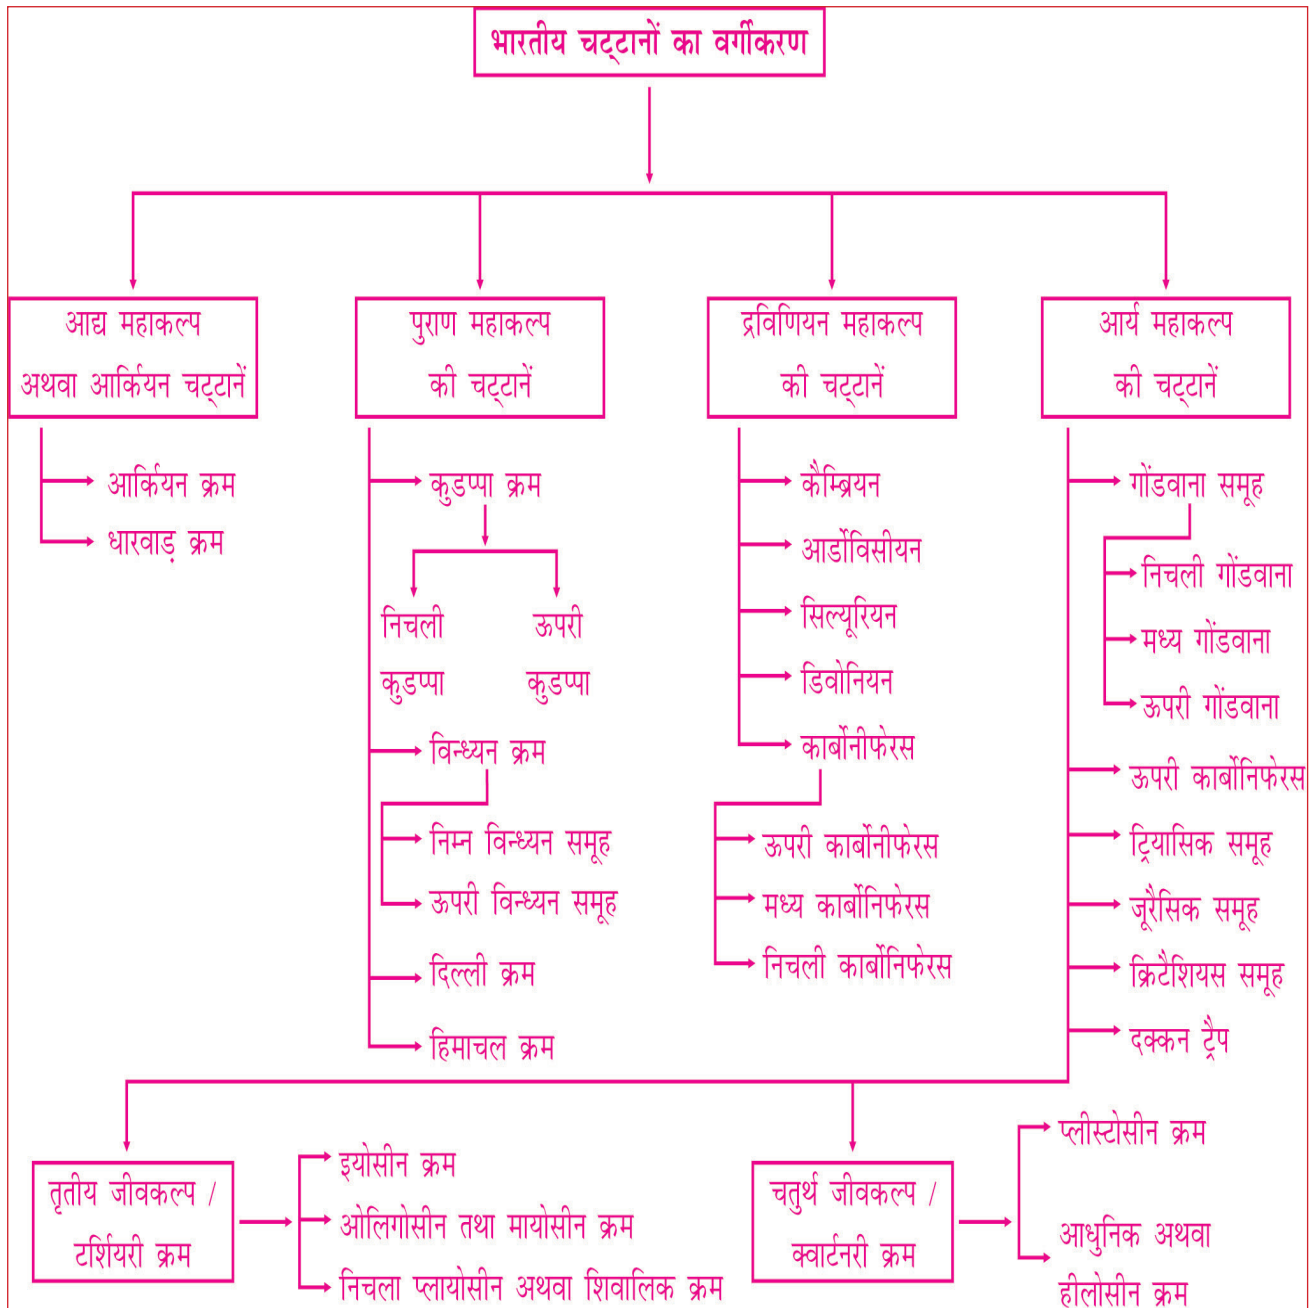 भारतीय चट्टानों का वर्गीकरण
आद्य महाकल्प
अथवा आर्कियन चट्टानें
आर्कियन क्रम
धारवाड़ क्रम
पुराण महाकल्प
की चट्टानें
कुडप्पा क्रम
निचली
कुडप्पा
ऊपरी
कुडप्पा
विन्ध्यन क्रम
निम्न विन्ध्यन समूह
ऊपरी विन्ध्यन समूह
दिल्ली क्रम
हिमाचल क्रम
द्रविणियन महाकल्प
की चट्टानें
कैम्ब्रियन
आर्डोविसीयन
सिल्यूरियन
डिवोनियन
कार्बोनीफेरस
ऊपरी कार्बोनीफेरस
मध्य कार्बोनिफेरस
निचली कार्बोनिफेरस
आर्य महाकल्प
की चट्टानें
गोंडवाना समूह
निचली गोंडवाना
मध्य गोंडवाना
ऊपरी गोंडवाना
ऊपरी कार्बोनिफेरस
ट्रियासिक समूह
जूरैसिक समूह
क्रिटैशियस समूह
दक्कन ट्रैप
तृतीय जीवकल्प /
टर्शियरी क्रम
इयोसीन क्रम
ओलिगोसीन तथा मायोसीन क्रम
निचला प्लायोसीन अथवा शिवालिक क्रम
चतुर्थ जीवकल्प /
क्वार्टनरी क्रम
प्लीस्टोसीन क्रम
आधुनिक अथवा
हीलोसीन क्रम